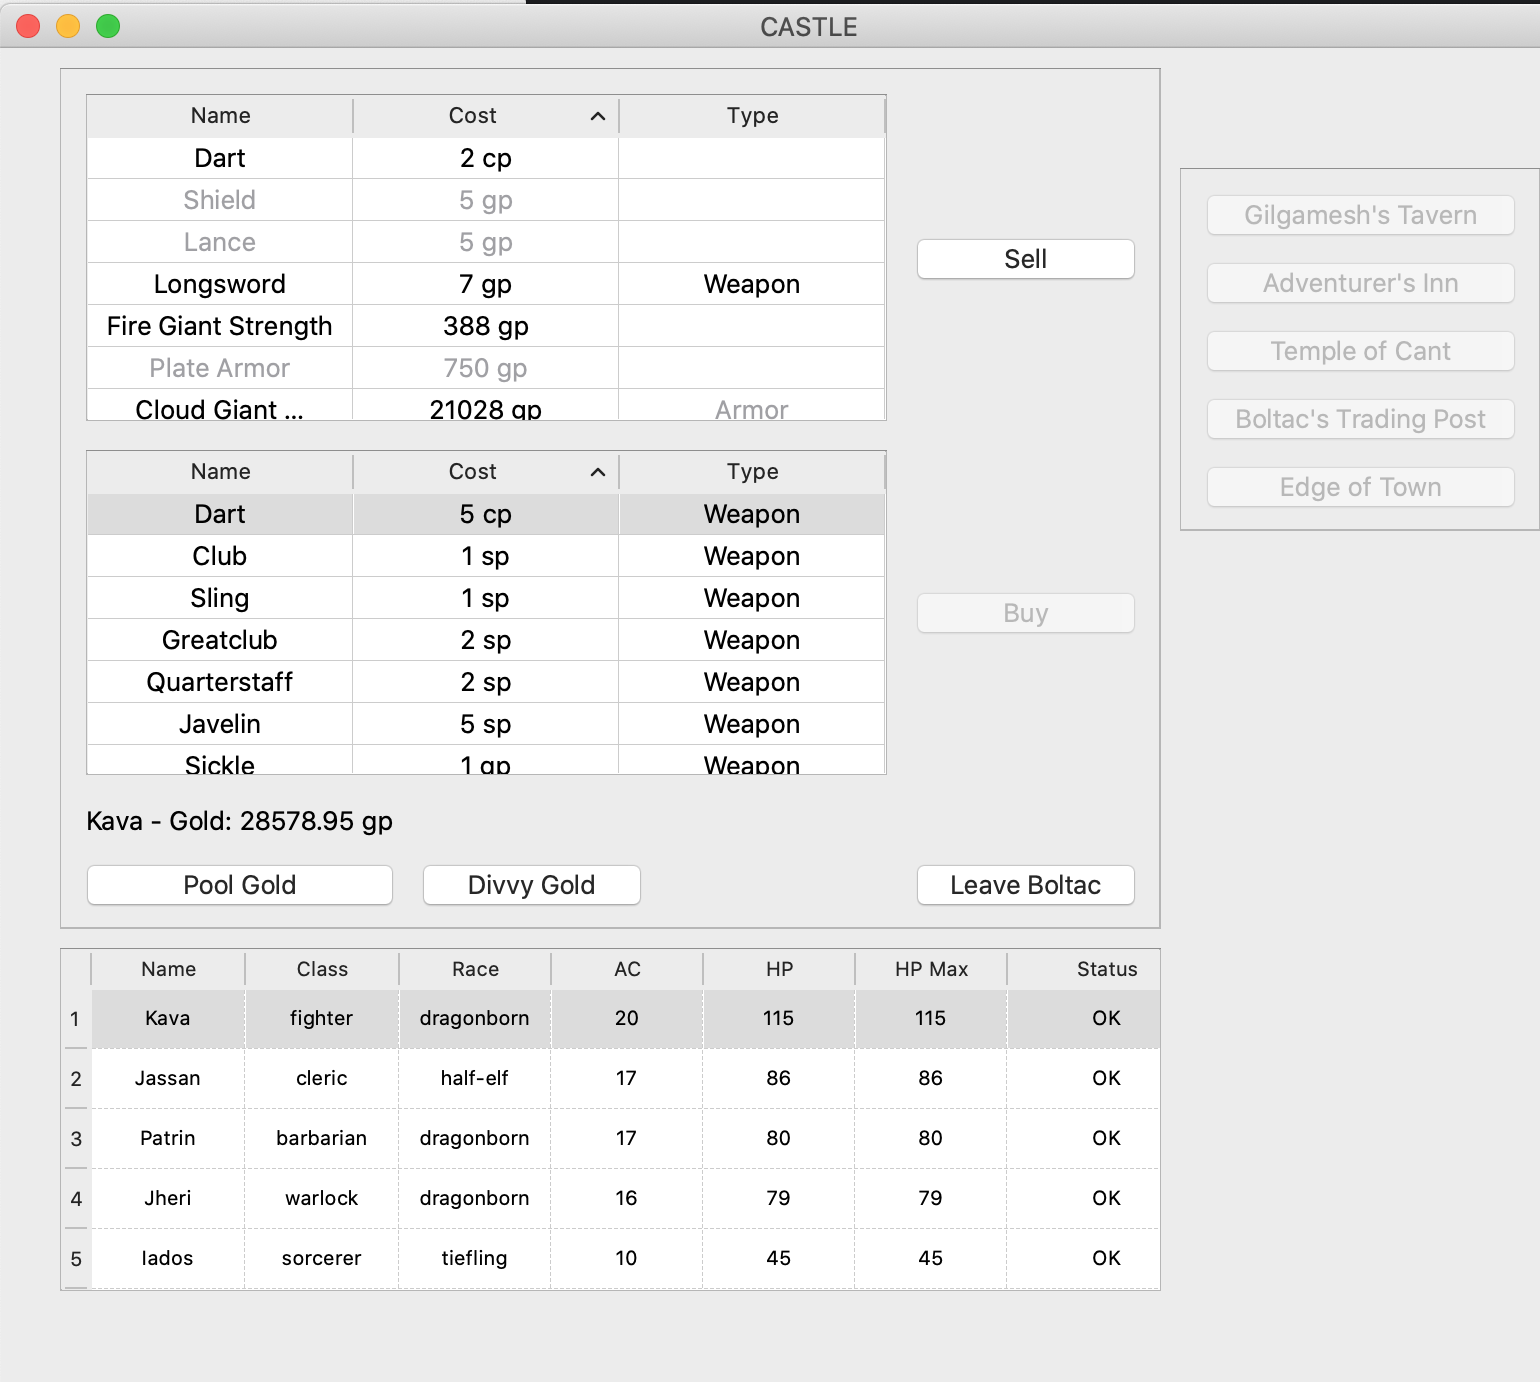 CASTLE
Name Cost Type
Dart 2 cp
Shield 5 gp
Lance 5 gp
Longsword 7 gp Weapon
Fire Giant Strength 388 gp
Plate Armor 750 gp
Cloud Giant ... 21028 gp Armor
Sell
Name Cost Type
Dart 5 cp Weapon
Club 1 sp Weapon
Sling 1 sp Weapon
Greatclub 2 sp Weapon
Quarterstaff 2 sp Weapon
Javelin 5 sp Weapon
Sickle 1 gp Weapon
Buy
Kava - Gold: 28578.95 gp
Pool Gold Divvy Gold Leave Boltac
Gilgamesh's Tavern
Adventurer's Inn
Temple of Cant
Boltac's Trading Post
Edge of Town
Name Class Race AC HP HP Max Status
1 Kava fighter dragonborn 20 115 115 OK
2 Jassan cleric half-elf 17 86 86 OK
3 Patrin barbarian dragonborn 17 80 80 OK
4 Jheri warlock dragonborn 16 79 79 OK
5 Iados sorcerer tiefling 10 45 45 OK